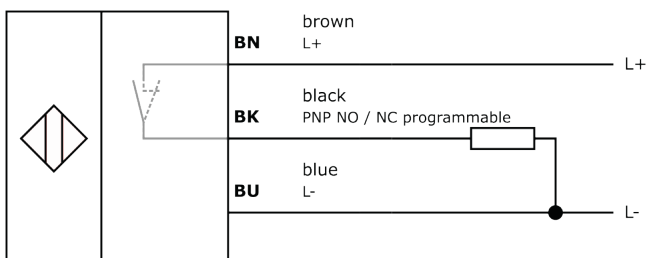 brown
BN L+
L+
black
BK PNP NO / NC programmable
blue
BU L-
L-